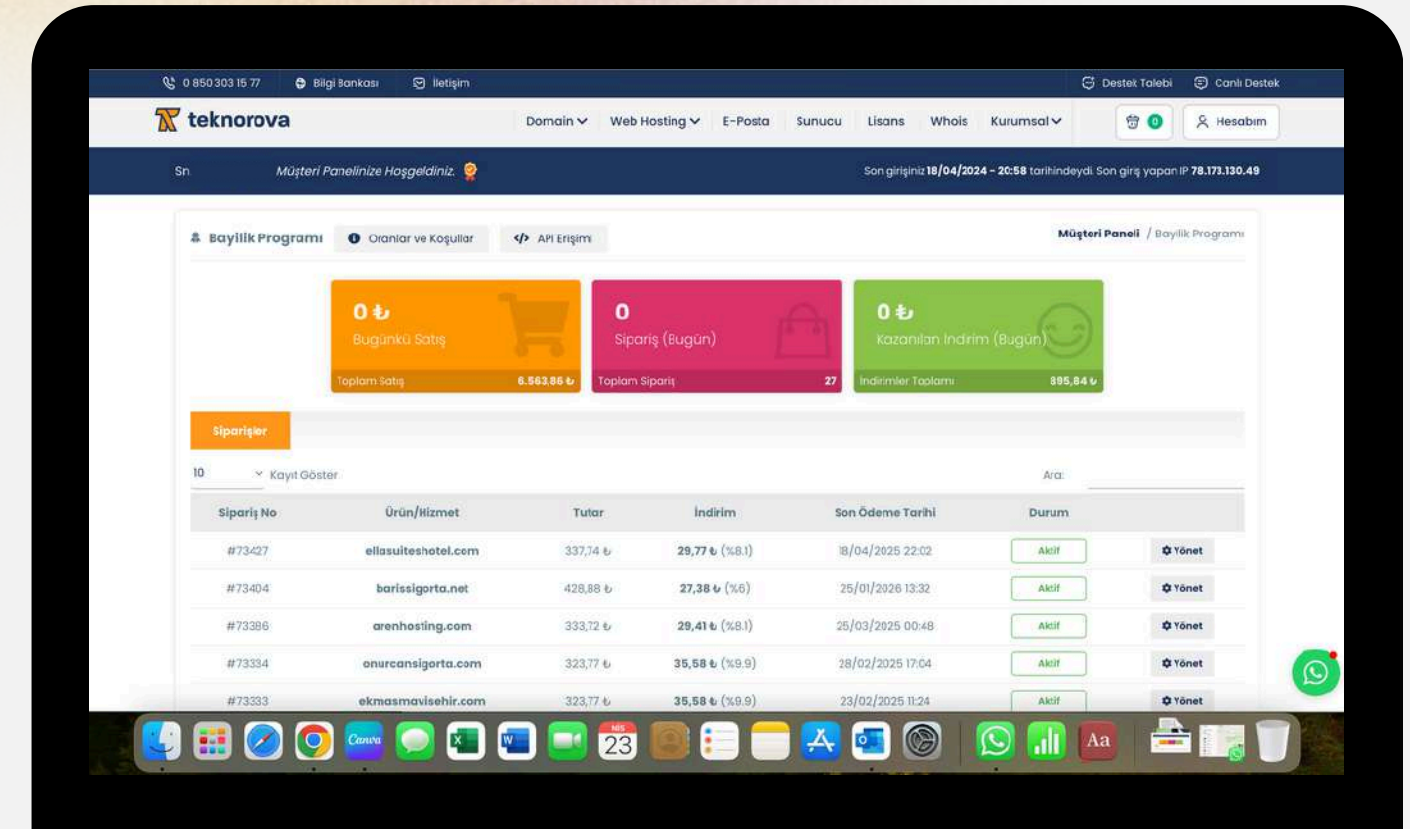 0 850 303 15 77 Bilgi Bankası İletişim Destek Talebi Canlı Destek
teknorova Domain Web Hosting E-Posta Sunucu Lisans Whois Kurumsal 0 Hesabım
Sn Müşteri Panelinize Hoşgeldiniz. Son girişiniz 18/04/2024 - 20:58 tarihindeydi. Son giriş yapan IP 78.173.130.49
Bayilik Programı Oranlar ve Koşullar </> API Erişimi Müşteri Paneli / Bayilik Programı
0 ₺ 0 0 ₺
Bugünkü Satış Sipariş (Bugün) Kazanılan İndirim (Bugün)
Toplam Satış 6.563,86 ₺ Toplam Sipariş 27 İndirimler Toplamı 895,84 ₺
Siparişler
10 Kayıt Göster Ara:
Sipariş No Ürün/Hizmet Tutar İndirim Son Ödeme Tarihi Durum
#73427 ellasuiteshotel.com 337,74 ₺ 29,77 ₺ (%8.1) 18/04/2025 22:02 Aktif Yönet
#73404 barissigorta.net 428,88 ₺ 27,38 ₺ (%6) 25/01/2026 13:32 Aktif Yönet
#73386 arenhosting.com 333,72 ₺ 29,41 ₺ (%8.1) 25/03/2025 00:48 Aktif Yönet
#73334 onurcansigorta.com 323,77 ₺ 35,58 ₺ (%9.9) 28/02/2025 17:04 Aktif Yönet
#73333 ekmasmavisehir.com 323,77 ₺ 35,58 ₺ (%9.9) 23/02/2025 11:24 Aktif Yönet
Canva X W NİS 23 Aa